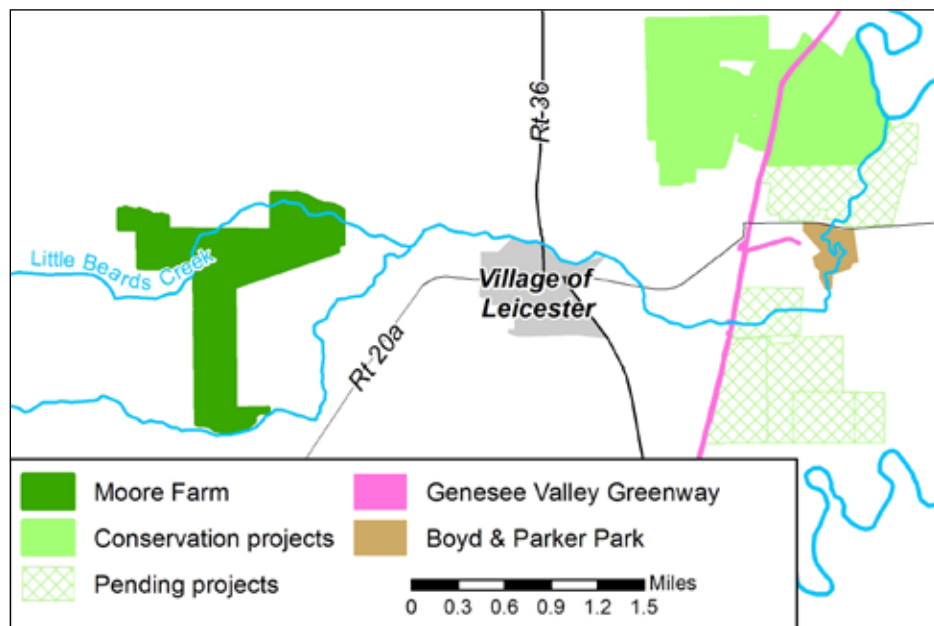 Rt-36
Little Beards Creek
Village of
Leicester
Rt-20a
Moore Farm
Genesee Valley Greenway
Conservation projects
Boyd & Parker Park
Pending projects
Miles
0 0.3 0.6 0.9 1.2 1.5